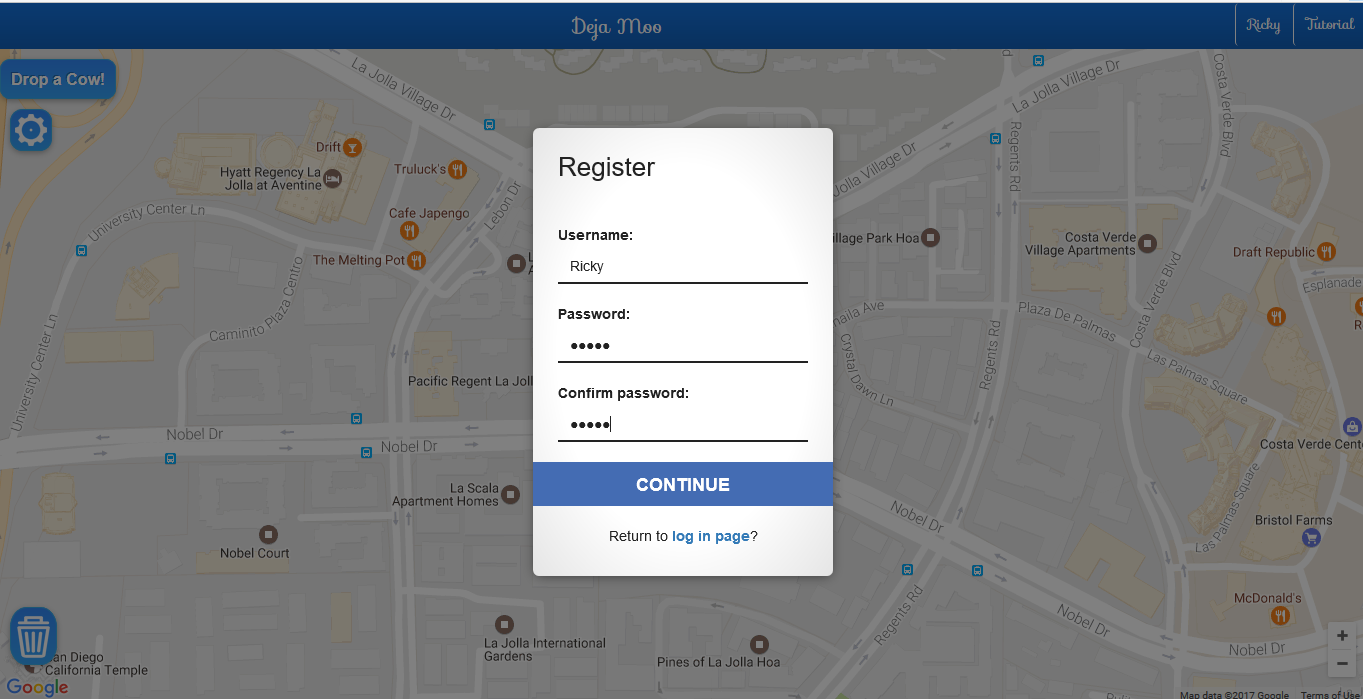 Deja Moo
Ricky
Tutorial
Drop a Cow!
La Jolla Village Dr
La Jolla Village Dr
Costa Verde Blvd
Regents Rd
Drift
Truluck's
Hyatt Regency La
Jolla at Aventine
Lebon Dr
University Center Ln
Cafe Japengo
The Melting Pot
Jolla Village Dr
illage Park Hoa
Costa Verde
Village Apartments
Draft Republic
Esplanade
Register
Username:
Ricky
Password:
•••••
Confirm password:
•••••
CONTINUE
Return to log in page?
Caminito Plaza Centro
University Center Ln
Plaza De Palmas
Costa Verde Blvd
Regents Rd
Crystal Dawn Ln
Las Palmas Square
Pacific Regent La Joll
Nobel Dr
Nobel Dr
La Scala
Apartment Homes
Nobel Court
Costa Verde Cent
Las Palmas Square
Bristol Farms
Nobel Dr
McDonald's
Regents Rd
Nobel Dr
Nobel Dr
La Jolla International
Gardens
Pines of La Jolla Hoa
an Diego
California Temple
Google
+
−
Map data ©2017 Google
Terms of Use